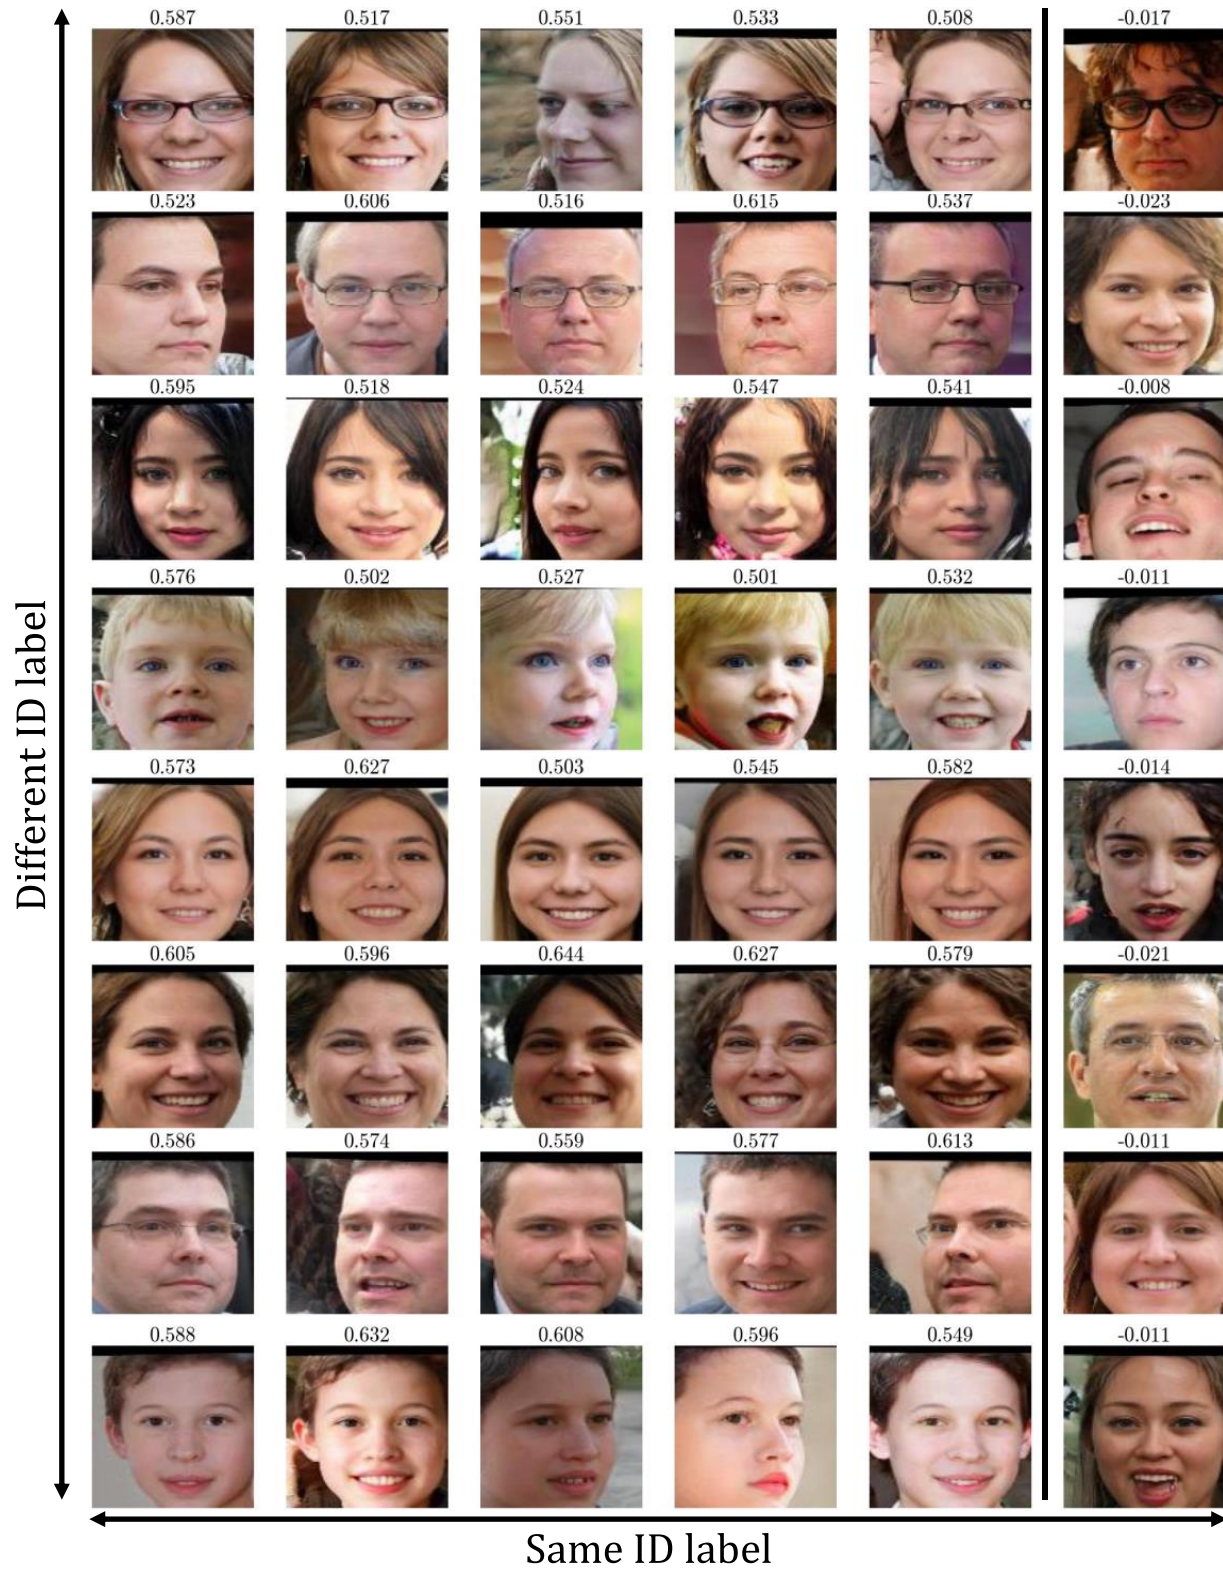 0.587 0.517 0.551 0.533 0.508 -0.017
0.523 0.606 0.516 0.615 0.537 -0.023
0.595 0.518 0.524 0.547 0.541 -0.008
0.576 0.502 0.527 0.501 0.532 -0.011
0.573 0.627 0.503 0.545 0.582 -0.014
0.605 0.596 0.644 0.627 0.579 -0.021
0.586 0.574 0.559 0.577 0.613 -0.011
0.588 0.632 0.608 0.596 0.549 -0.011
Different ID label
Same ID label